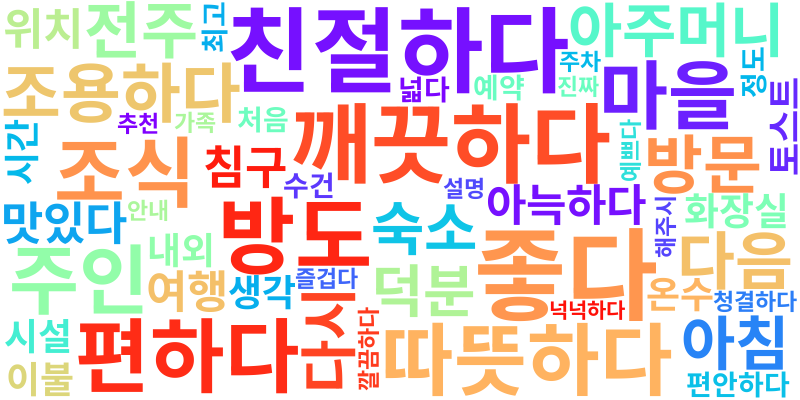 위치
전주
최고
친절하다
아주머니
조용하다
넓다
예약
주차
진짜
마을
정도
토스트
추천
가족
처음
깨끗하다
시간
조식
침구
수건
설명
예쁘다
방문
맛있다
안내
방도
숙소
아늑하다
해주시
화장실
주인
내외
여행
생각
즐겁다
덕분
좋다
다음
온수
청결하다
넉넉하다
시설
이불
편하다
다시
깔끔하다
따뜻하다
아침
편안하다